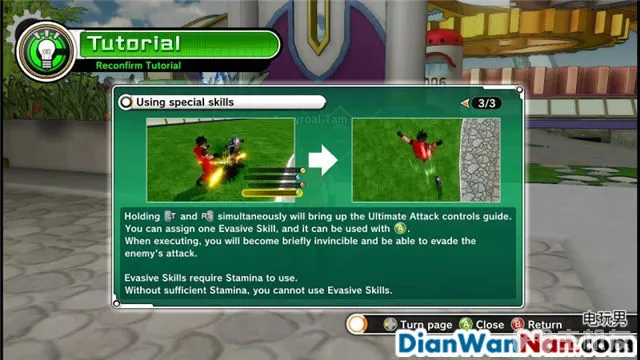 Tutorial
Reconfirm Tutorial
Using special skills
3/3
Holding LT and RT simultaneously will bring up the Ultimate Attack controls guide.
You can assign one Evasive Skill, and it can be used with A.
When executing, you will become briefly invincible and be able to evade the
enemy's attack.
Evasive Skills require Stamina to use.
Without sufficient Stamina, you cannot use Evasive Skills.
Turn page A Close B Return
电玩男
DianWanNan.com